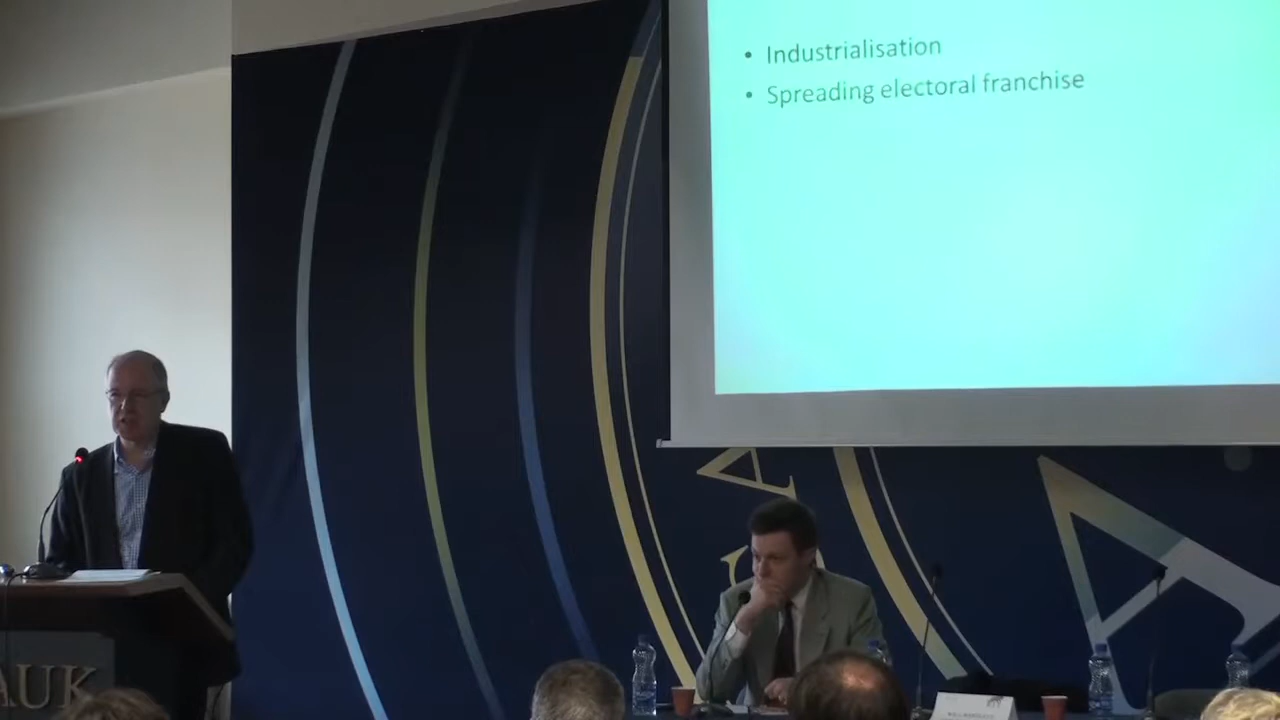 • Industrialisation
• Spreading electoral franchise
AUK